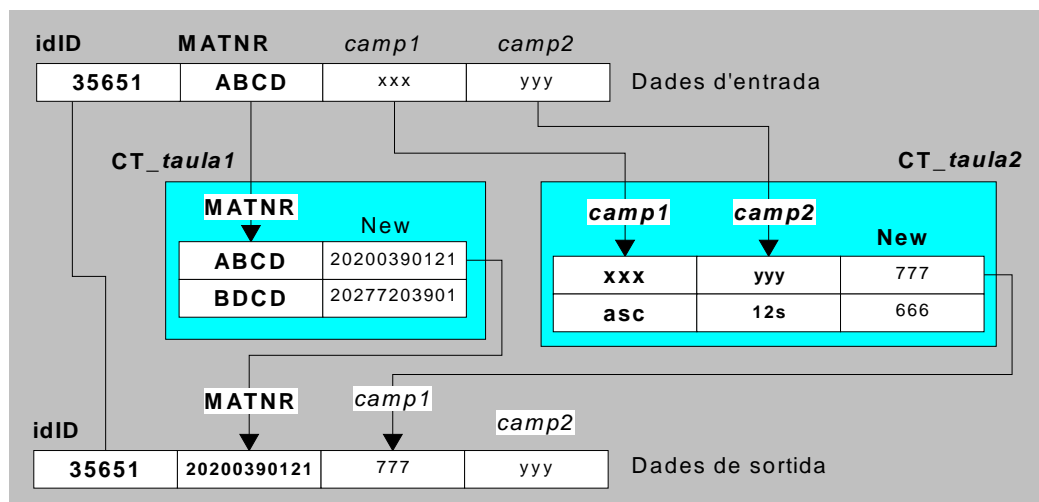 idID MATNR camp1 camp2
35651 ABCD xxx yyy Dades d'entrada
CT_taula1 CT_taula2
MATNR New camp1 camp2 New
ABCD 20200390121 xxx yyy 777
BDCD 20277203901 asc 12s 666
MATNR camp1 camp2
idID
35651 20200390121 777 yyy Dades de sortida